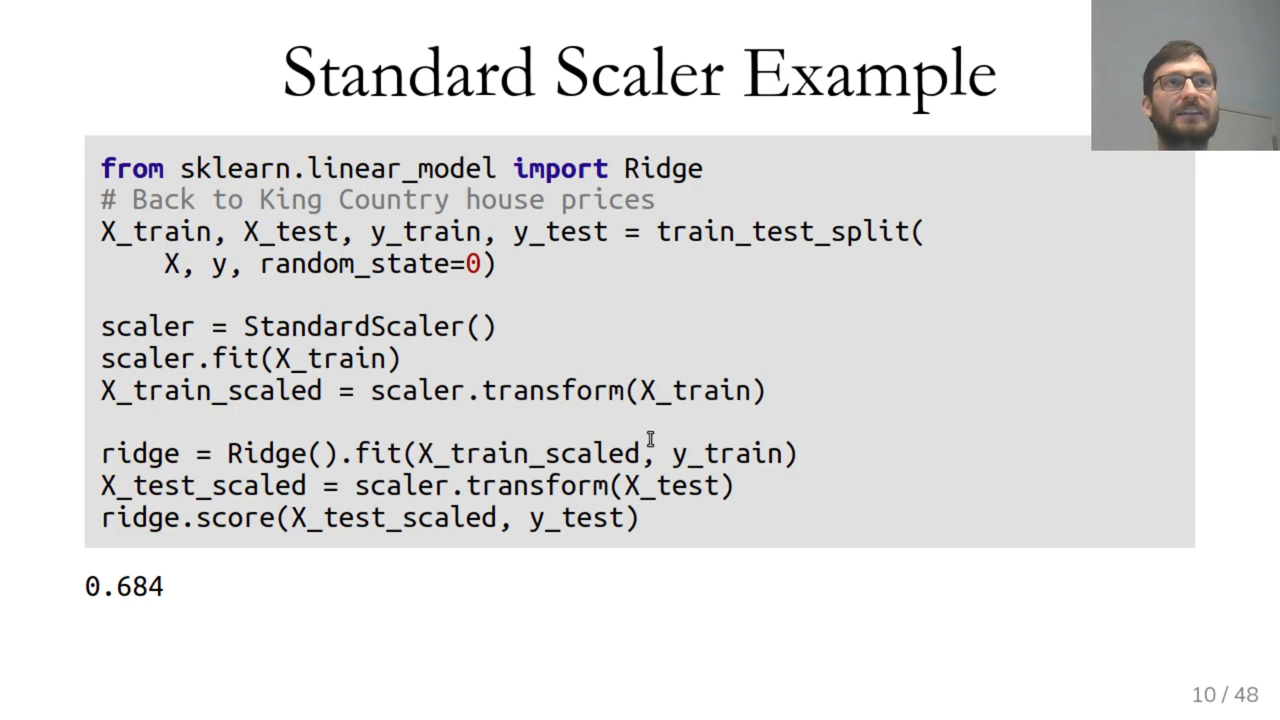 Standard Scaler Example
from sklearn.linear_model import Ridge
# Back to King Country house prices
X_train, X_test, y_train, y_test = train_test_split(
    X, y, random_state=0)
scaler = StandardScaler()
scaler.fit(X_train)
X_train_scaled = scaler.transform(X_train)
ridge = Ridge().fit(X_train_scaled, y_train)
X_test_scaled = scaler.transform(X_test)
ridge.score(X_test_scaled, y_test)
0.684
10 / 48